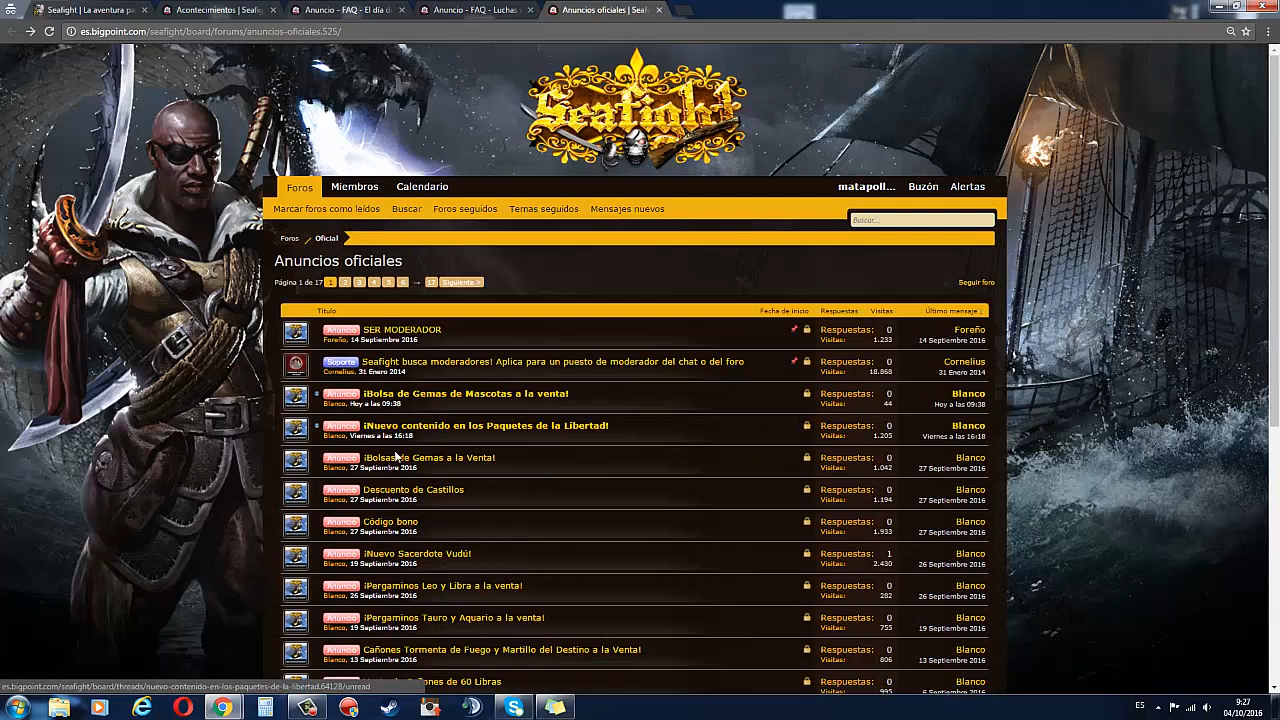 Seafight | La aventura pa
Acontecimientos | Seafig
Anuncio - FAQ - El día d
Anuncio - FAQ - Luchas
Anuncios oficiales | Seaf
es.bigpoint.com/seafight/board/forums/anuncios-oficiales.525/
Seafight
Foros Miembros Calendario matapoll... Buzón Alertas
Marcar foros como leídos Buscar Foros seguidos Temas seguidos Mensajes nuevos
Buscar...
Foros Oficial
Anuncios oficiales
Página 1 de 17 1 2 3 4 5 6 → 17 Siguiente > Seguir foro
Título Fecha de inicio Respuestas Visitas Último mensaje ↓
Anuncio SER MODERADOR Respuestas: 0 Foreño
Foreño, 14 Septiembre 2016 Visitas: 1.233 14 Septiembre 2016
Soporte Seafight busca moderadores! Aplica para un puesto de moderador del chat o del foro Respuestas: 0 Cornelius
Cornelius, 31 Enero 2014 Visitas: 18.868 31 Enero 2014
Anuncio ¡Bolsa de Gemas de Mascotas a la venta! Respuestas: 0 Blanco
Blanco, Hoy a las 09:38 Visitas: 44 Hoy a las 09:38
Anuncio ¡Nuevo contenido en los Paquetes de la Libertad! Respuestas: 0 Blanco
Blanco, Viernes a las 16:18 Visitas: 1.205 Viernes a las 16:18
Anuncio ¡Bolsas de Gemas a la Venta! Respuestas: 0 Blanco
Blanco, 27 Septiembre 2016 Visitas: 1.042 27 Septiembre 2016
Anuncio Descuento de Castillos Respuestas: 0 Blanco
Blanco, 27 Septiembre 2016 Visitas: 1.194 27 Septiembre 2016
Anuncio Código bono Respuestas: 0 Blanco
Blanco, 27 Septiembre 2016 Visitas: 1.933 27 Septiembre 2016
Anuncio ¡Nuevo Sacerdote Vudú! Respuestas: 1 Blanco
Blanco, 19 Septiembre 2016 Visitas: 2.430 26 Septiembre 2016
Anuncio ¡Pergaminos Leo y Libra a la venta! Respuestas: 0 Blanco
Blanco, 26 Septiembre 2016 Visitas: 282 26 Septiembre 2016
Anuncio ¡Pergaminos Tauro y Aquario a la venta! Respuestas: 0 Blanco
Blanco, 19 Septiembre 2016 Visitas: 755 19 Septiembre 2016
Anuncio Cañones Tormenta de Fuego y Martillo del Destino a la Venta! Respuestas: 0 Blanco
Blanco, 13 Septiembre 2016 Visitas: 806 13 Septiembre 2016
ones de 60 Libras Respuestas: 0 Blanco
Visitas: 995 6 Septiembre 2016
es.bigpoint.com/seafight/board/threads/nuevo-contenido-en-los-paquetes-de-la-libertad.64128/unread
ES 9:27
04/10/2016